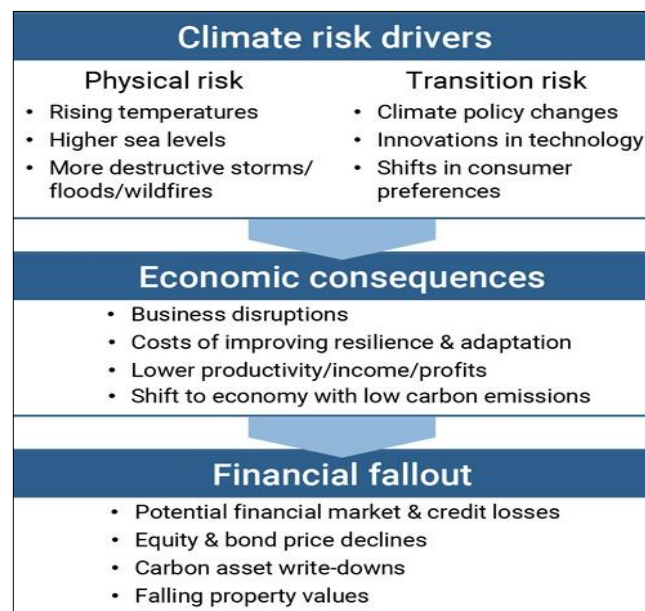 Climate risk drivers
Physical risk
• Rising temperatures
• Higher sea levels
• More destructive storms/
floods/wildfires
Transition risk
• Climate policy changes
• Innovations in technology
• Shifts in consumer
preferences
Economic consequences
• Business disruptions
• Costs of improving resilience & adaptation
• Lower productivity/income/profits
• Shift to economy with low carbon emissions
Financial fallout
• Potential financial market & credit losses
• Equity & bond price declines
• Carbon asset write-downs
• Falling property values